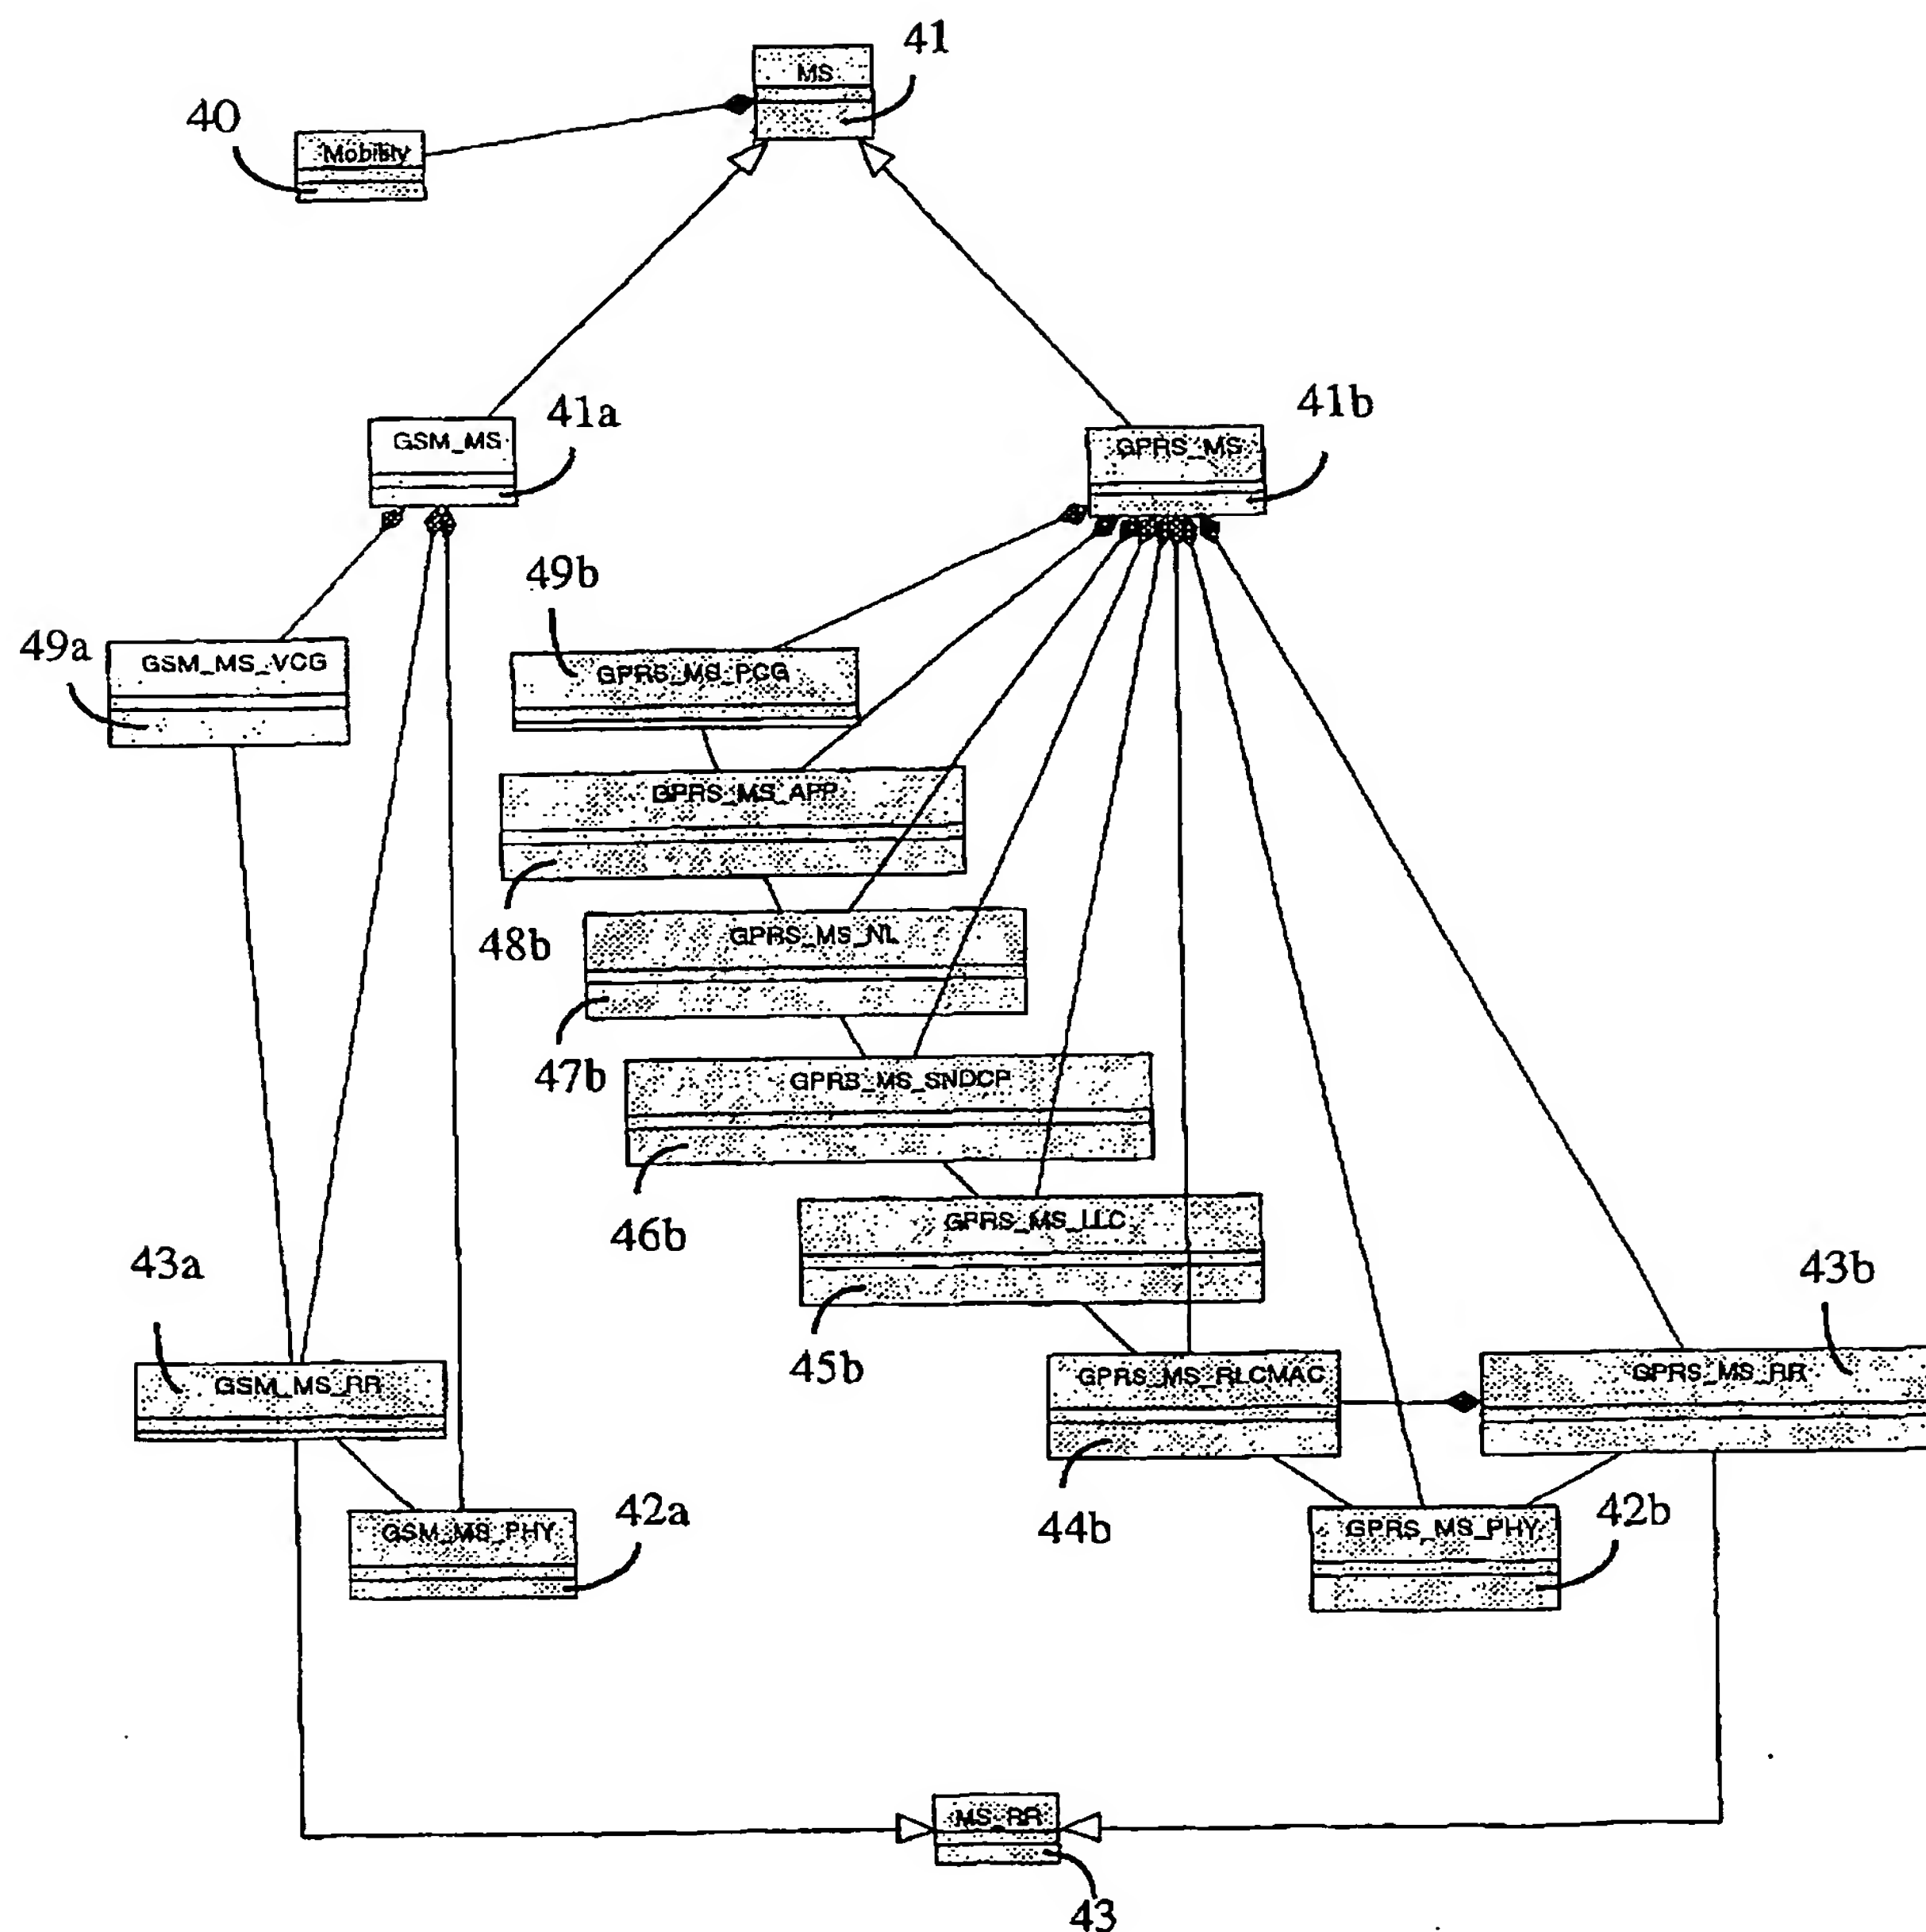 41
MS
40
Mobility
41a
GSM_MS
41b
GPRS_MS
49b
49a
GSM_MS_VCG
GPRS_MS_PCG
GPRS_MS_APP
48b
GPRS_MS_NL
47b
GPRS_MS_SNDCP
46b
GPRS_MS_LLC
45b
43a
43b
GSM_MS_RR
GPRS_MS_RLCMAC
GPRS_MS_RR
44b
42a
GSM_MS_PHY
42b
GPRS_MS_PHY
MS_RR
43